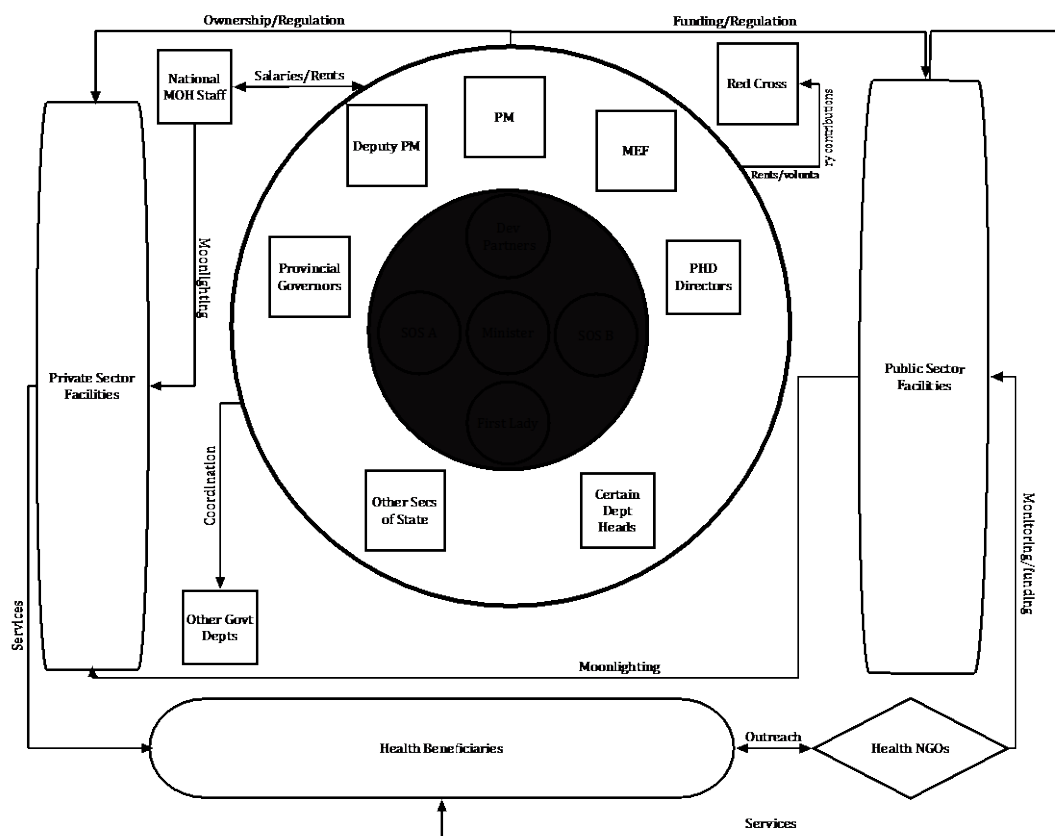 Ownership/Regulation
Funding/Regulation
National
MOH Staff
Salaries/Rents
Red Cross
PM
Deputy PM
MEF
Rents/volunta
ry contributions
Dev
Partners
Moonlighting
Provincial
Governors
PHD
Directors
SOS A
Minister
SOS B
Private Sector
Facilities
Public Sector
Facilities
First Lady
Coordination
Other Secs
of State
Certain
Dept
Heads
Monitoring/funding
Services
Other Govt
Depts
Moonlighting
Health Beneficiaries
Outreach
Health NGOs
Services